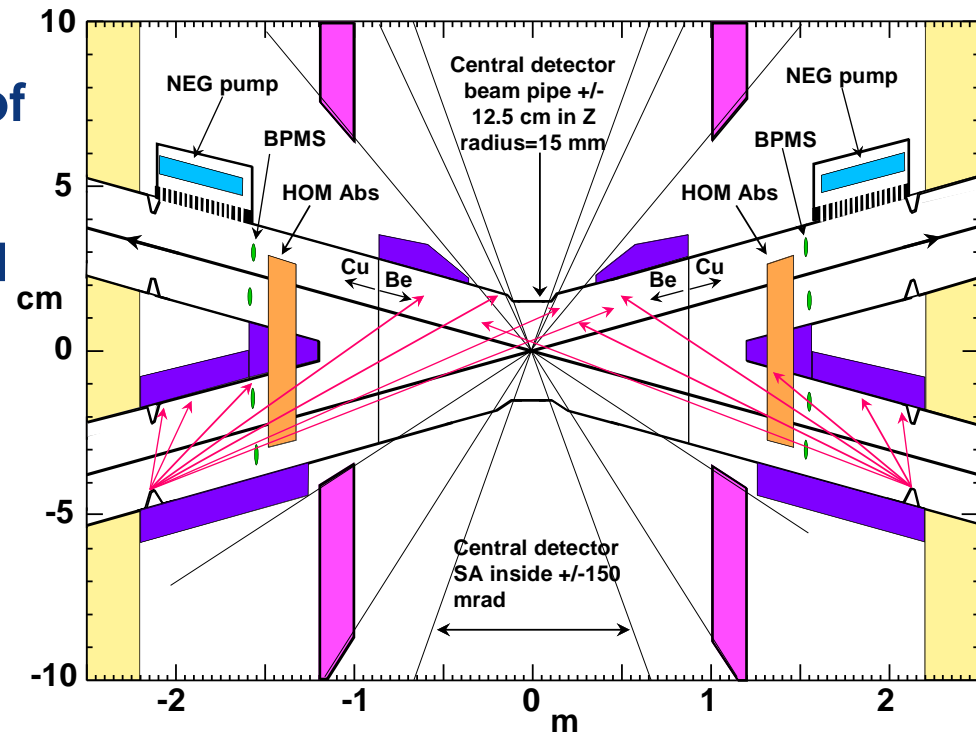 10
of
NEG pump
Central detector
beam pipe +/-
12.5 cm in Z
radius=15 mm
NEG pump
BPMS
BPMS
HOM Abs
HOM Abs
5
l
cm
Cu
Be
Be
Cu
0
-5
Central detector
SA inside +/-150
mrad
-10
-2
-1
0
1
2
m